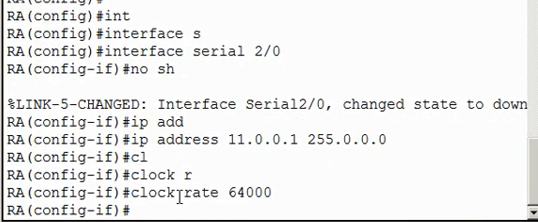 RA(config)#
RA(config)#int
RA(config)#interface s
RA(config)#interface serial 2/0
RA(config-if)#no sh
%LINK-5-CHANGED: Interface Serial2/0, changed state to down
RA(config-if)#ip add
RA(config-if)#ip address 11.0.0.1 255.0.0.0
RA(config-if)#cl
RA(config-if)#clock r
RA(config-if)#clock rate 64000
RA(config-if)#